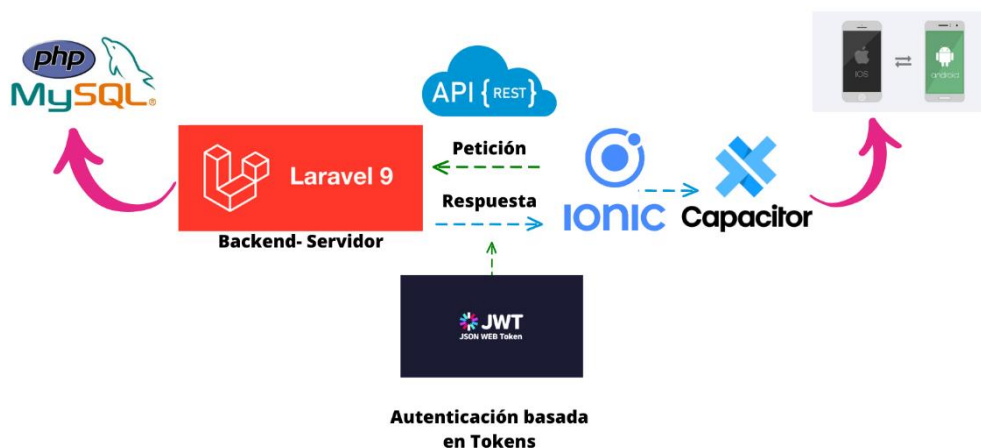 php
MySQL®
API {REST}
iOS
android
Petición
Laravel 9
Respuesta
IONIC
Capacitor
Backend- Servidor
JWT
JSON WEB Token
Autenticación basada
en Tokens